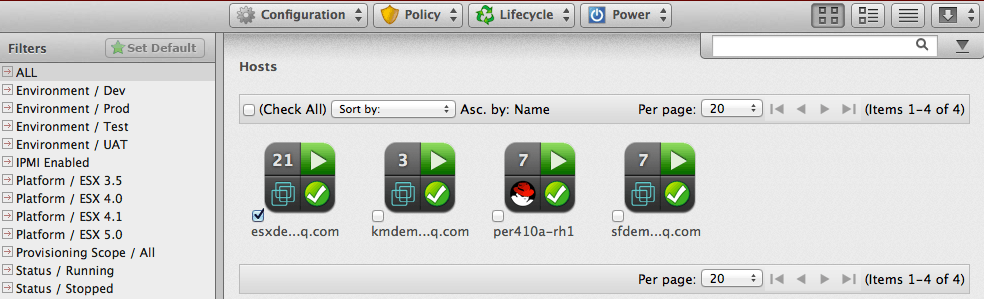 Configuration Policy Lifecycle Power
Filters Set Default
Hosts
ALL
Environment / Dev
Environment / Prod
Environment / Test
Environment / UAT
IPMI Enabled
Platform / ESX 3.5
Platform / ESX 4.0
Platform / ESX 4.1
Platform / ESX 5.0
Provisioning Scope / All
Status / Running
Status / Stopped
(Check All) Sort by: Asc. by: Name Per page: 20 (Items 1-4 of 4)
21 3 7 7
esxde...q.com kmdem...q.com per410a-rh1 sfdem...q.com
Per page: 20 (Items 1-4 of 4)